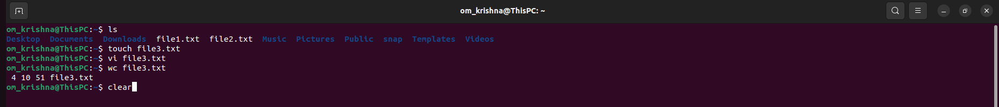 om_krishna@ThisPC: ~
om_krishna@ThisPC:~$ ls
Desktop  Documents  Downloads  file1.txt  file2.txt  Music  Pictures  Public  snap  Templates  Videos
om_krishna@ThisPC:~$ touch file3.txt
om_krishna@ThisPC:~$ vi file3.txt
om_krishna@ThisPC:~$ wc file3.txt
 4 10 51 file3.txt
om_krishna@ThisPC:~$ clear